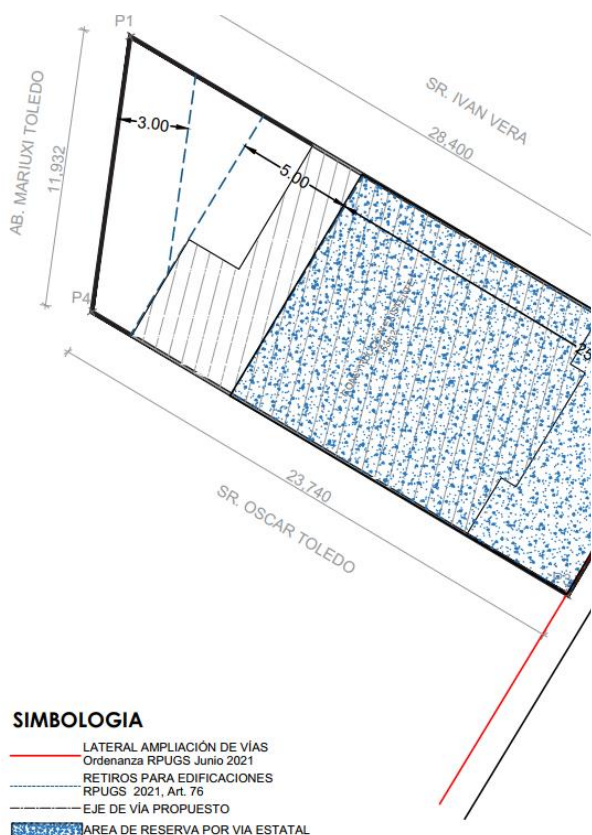 P1
SR. IVAN VERA
28,400
AB. MARIUXI TOLEDO
11,932
3.00
5.00
25
P4
23,740
SR. OSCAR TOLEDO
SIMBOLOGIA
LATERAL AMPLIACIÓN DE VÍAS
Ordenanza RPUGS Junio 2021
RETIROS PARA EDIFICACIONES
RPUGS 2021, Art. 76
EJE DE VÍA PROPUESTO
AREA DE RESERVA POR VIA ESTATAL